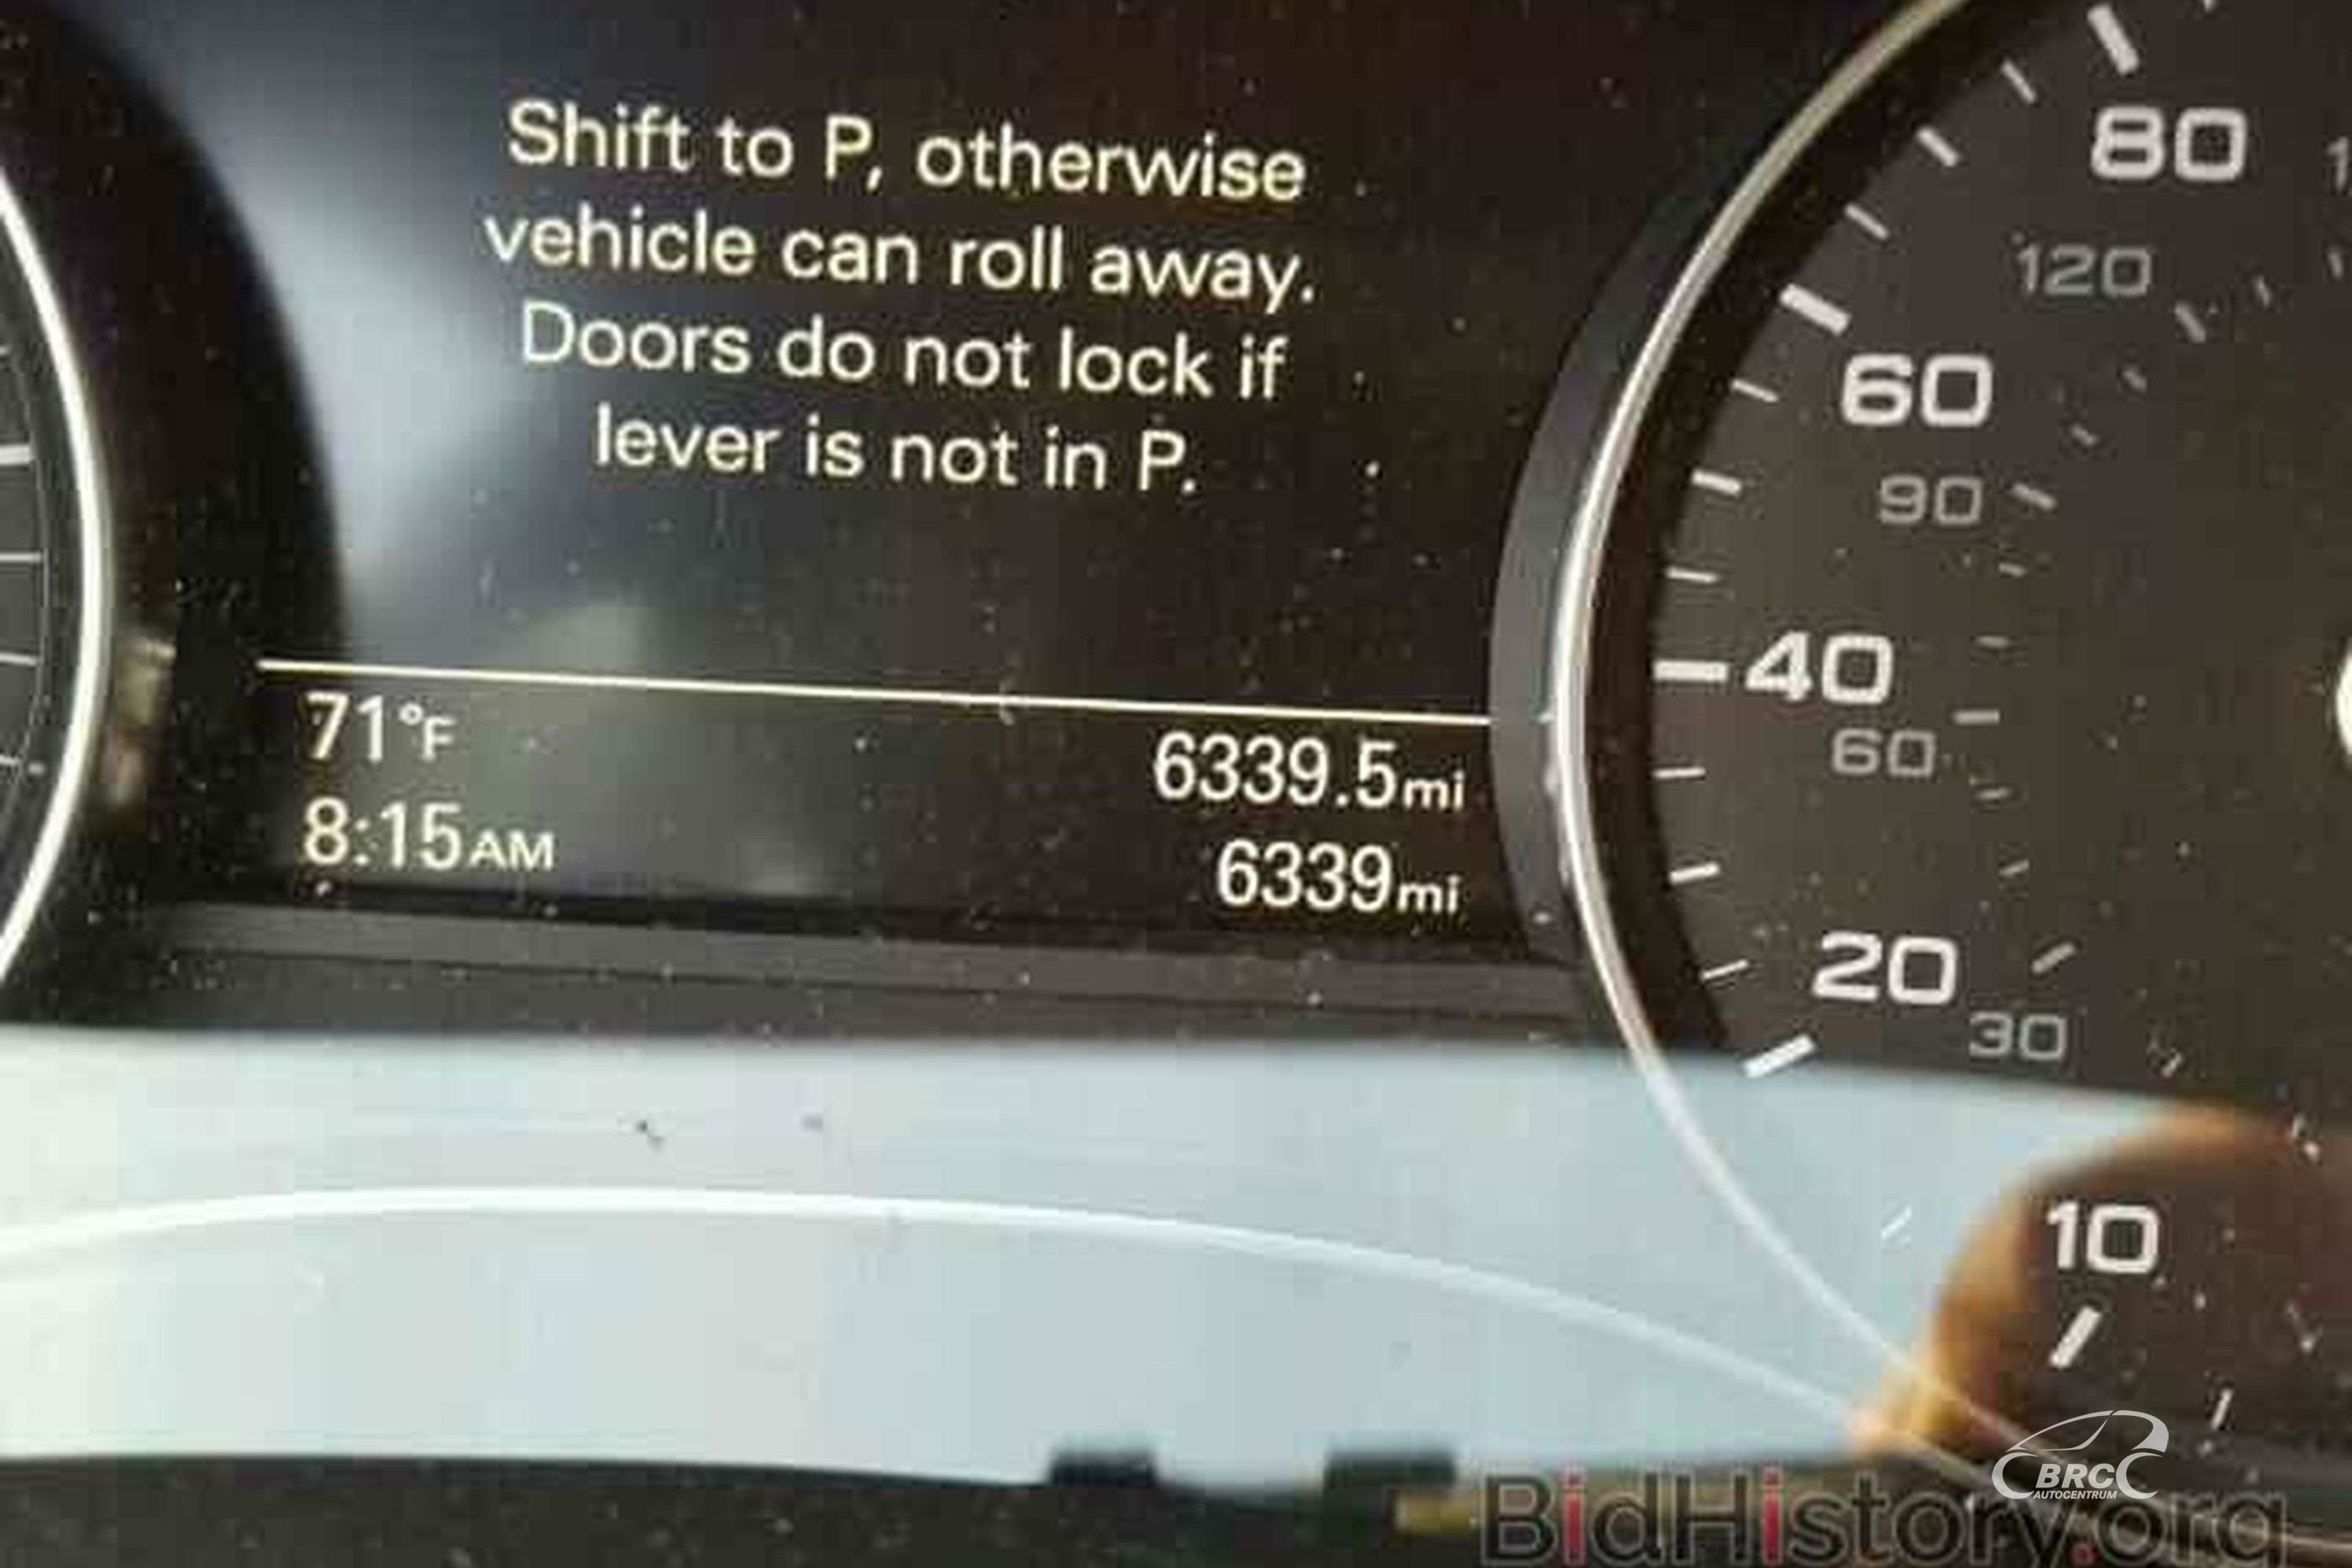 Shift to P, otherwise
vehicle can roll away.
Doors do not lock if
lever is not in P.
71°F
6339.5mi
8:15AM
6339mi
80
120
60
90
40
60
20
30
10
BRC
AUTOCENTRUM
BidHistory.org